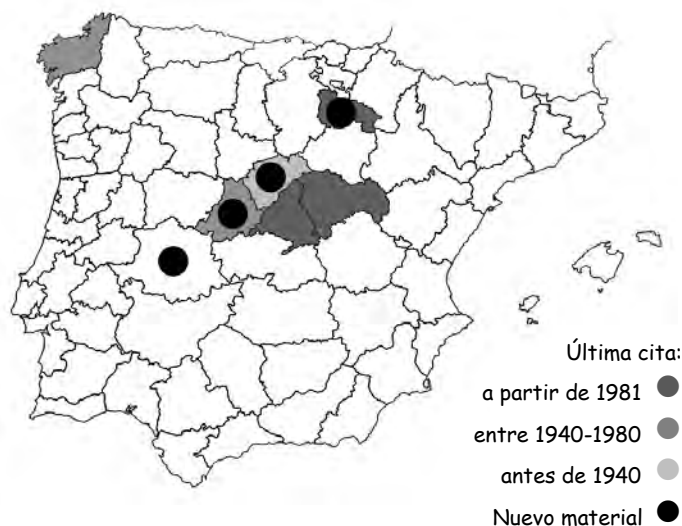 Última cita:
a partir de 1981
entre 1940-1980
antes de 1940
Nuevo material